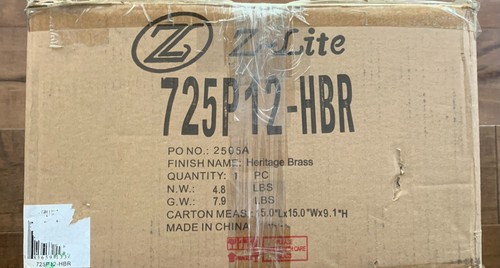 Z
Z-Lite
725P12-HBR
PO NO.: 2505A
FINISH NAME: Heritage Brass
QUANTITY: 1 PC
N.W.: 4.8 LBS
G.W.: 7.9 LBS
CARTON MEAS.: 15.0"Lx15.0"Wx9.1"H
MADE IN CHINA
725P12-HBR